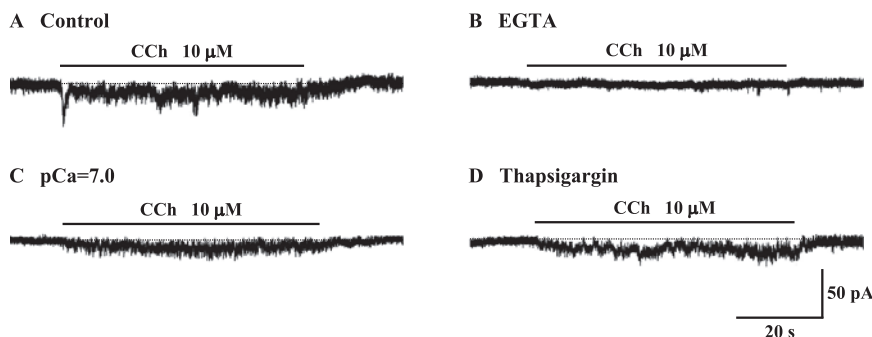 A Control
CCh 10 μM
B EGTA
CCh 10 μM
C pCa=7.0
CCh 10 μM
D Thapsigargin
CCh 10 μM
50 pA
20 s